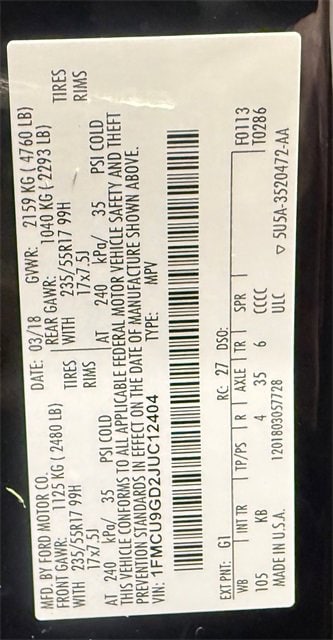 MFD. BY FORD MOTOR CO.
DATE: 03/18 GVWR: 2159 KG ( 4760 LB)
FRONT GAWR: 1125 KG ( 2480 LB) REAR GAWR: 1040 KG ( 2293 LB)
WITH TIRES WITH TIRES
235/55R17 99H 235/55R17 99H
17x7.5J RIMS 17x7.5J RIMS
AT 240 kPa/ 35 PSI COLD AT 240 kPa/ 35 PSI COLD
THIS VEHICLE CONFORMS TO ALL APPLICABLE FEDERAL MOTOR VEHICLE SAFETY AND THEFT
PREVENTION STANDARDS IN EFFECT ON THE DATE OF MANUFACTURE SHOWN ABOVE.
VIN: 1FMCU9GD2JUC12404 TYPE: MPV
F0113
T0286
EXT PNT: G1 RC: 27 DSO:
WB INT TR TP/PS R AXLE TR SPR
105 KB 4 35 6 CCCC
MADE IN U.S.A. 1201803057728 ULC ▽ 5U5A-3520472-AA